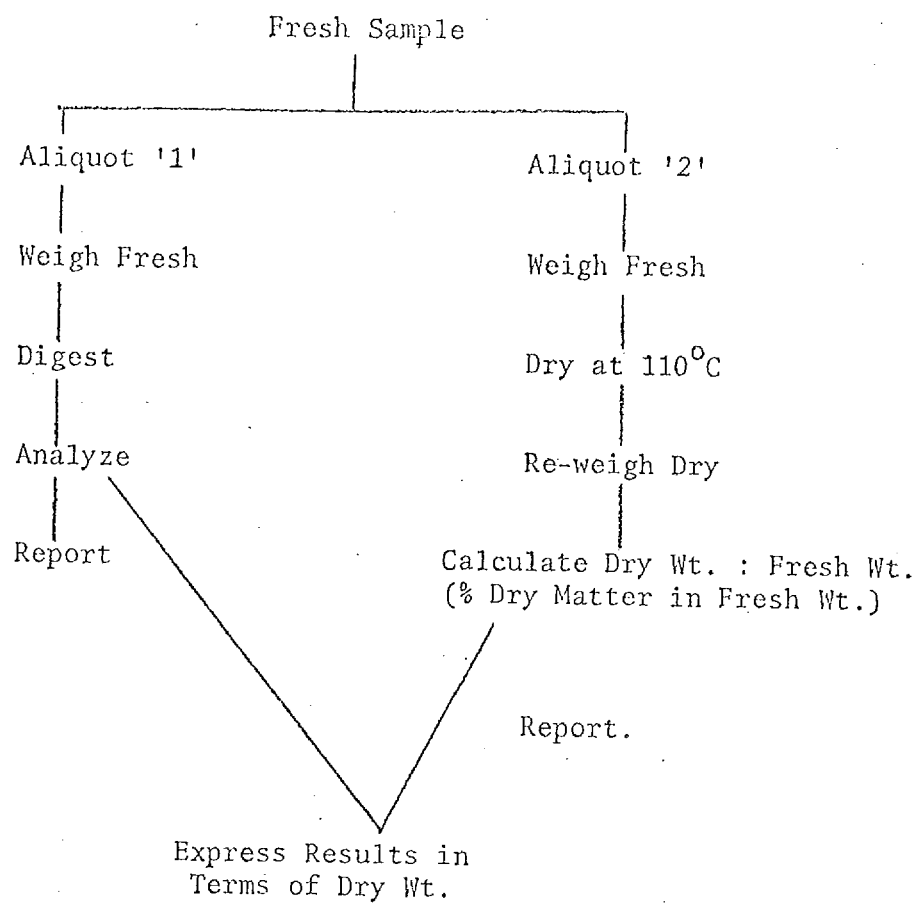 Fresh Sample
Aliquot '1'
Weigh Fresh
Digest
Analyze
Report
Aliquot '2'
Weigh Fresh
Dry at 110°C
Re-weigh Dry
Calculate Dry Wt. : Fresh Wt.
(% Dry Matter in Fresh Wt.)
Report.
Express Results in
Terms of Dry Wt.